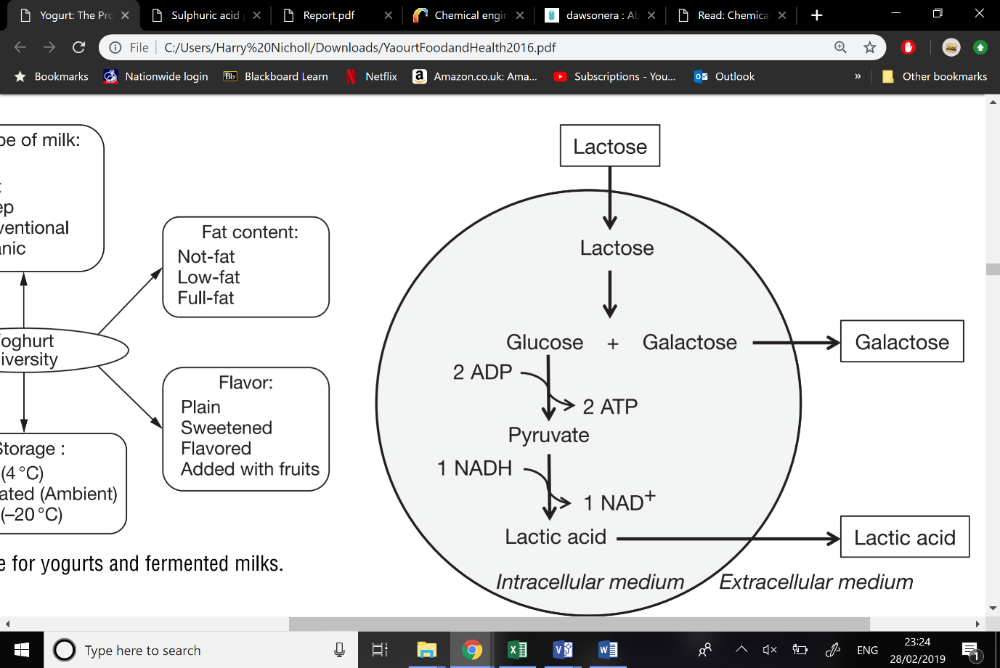 Yogurt: The Pro
Sulphuric acid
Report.pdf
Chemical engin
dawsonera : Ab
Read: Chemica
File
C:/Users/Harry%20Nicholl/Downloads/YaourtFoodandHealth2016.pdf
Bookmarks
Nationwide login
Bb
Blackboard Learn
Netflix
Amazon.co.uk: Ama...
Subscriptions - You...
Outlook
»
Other bookmarks
pe of milk:
ep
ventional
anic
oghurt
iversity
Storage :
(4 °C)
ated (Ambient)
(–20 °C)
Fat content:
Not-fat
Low-fat
Full-fat
Flavor:
Plain
Sweetened
Flavored
Added with fruits
e for yogurts and fermented milks.
Lactose
Lactose
Glucose + Galactose
Galactose
2 ADP
2 ATP
Pyruvate
1 NADH
1 NAD+
Lactic acid
Lactic acid
Intracellular medium
Extracellular medium
Type here to search
ENG
23:24
28/02/2019
1